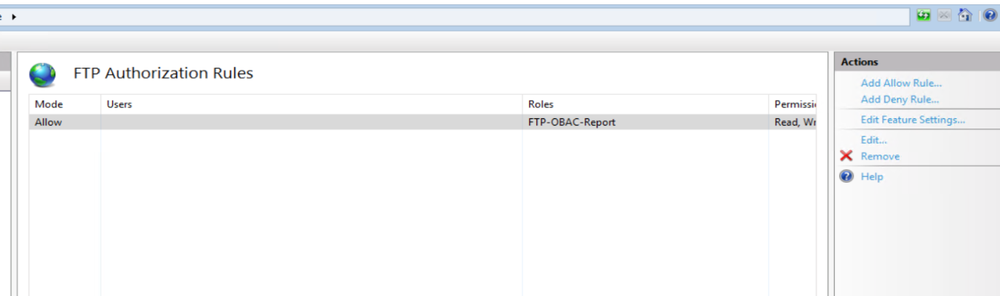 FTP Authorization Rules
Mode Users Roles Permissi
Allow FTP-OBAC-Report Read, Wr
Actions
Add Allow Rule...
Add Deny Rule...
Edit Feature Settings...
Edit...
Remove
Help